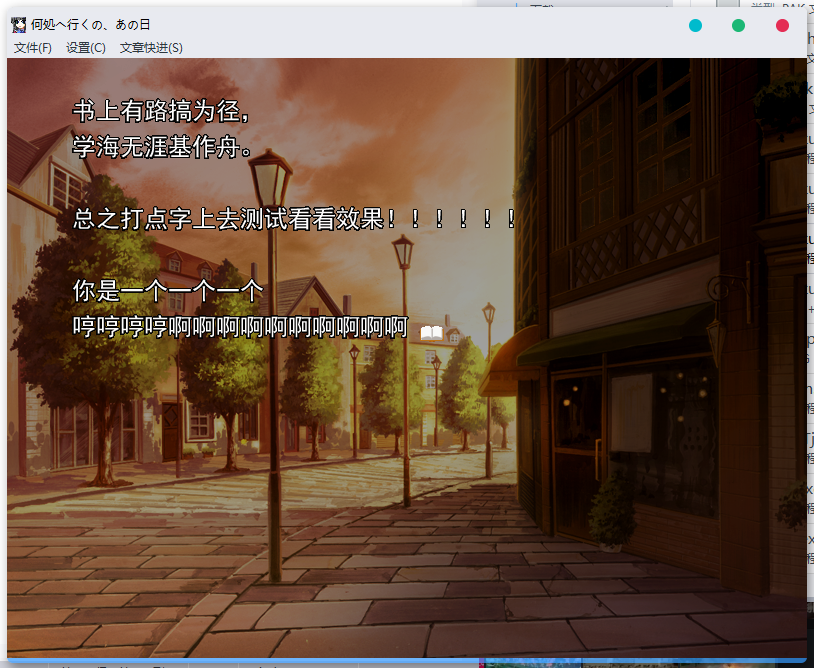 何処へ行くの、あの日
文件(F) 设置(C) 文章快进(S)
书上有路搞为径，
学海无涯基作舟。
总之打点字上去测试看看效果！！！！！！
你是一个一个一个
哼哼哼哼啊啊啊啊啊啊啊啊啊啊